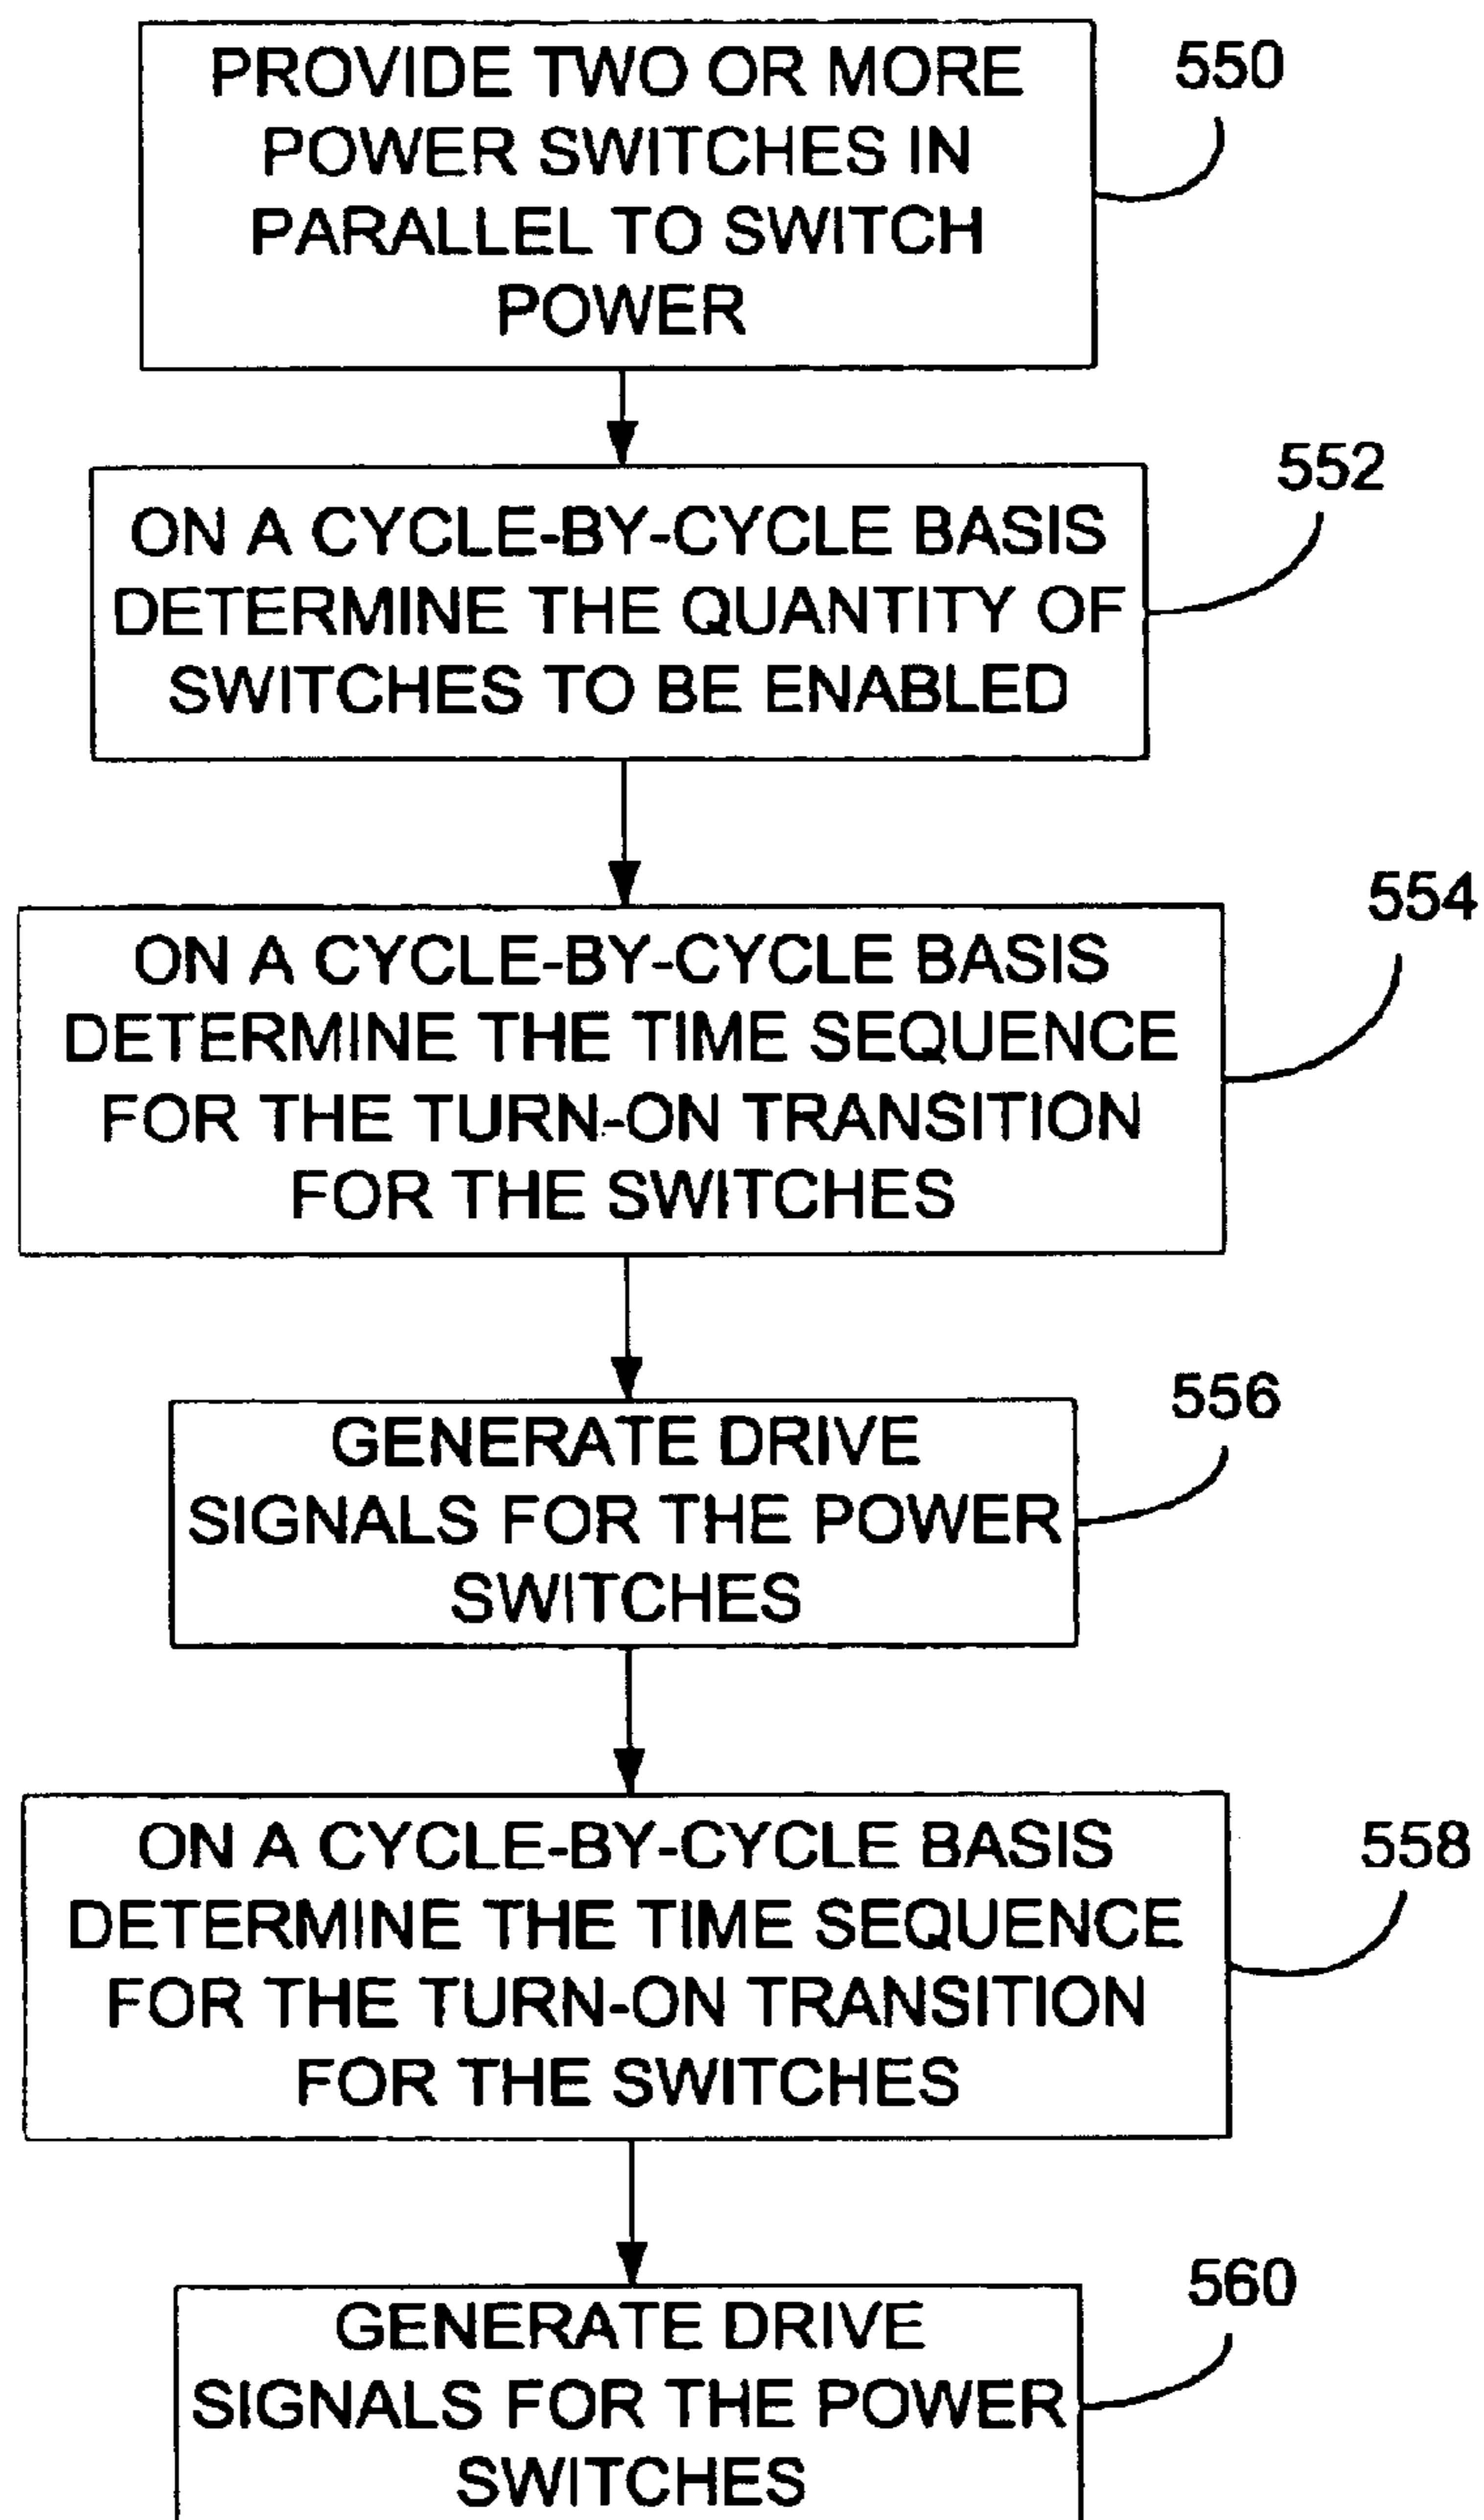 PROVIDE TWO OR MORE
POWER SWITCHES IN
PARALLEL TO SWITCH
POWER
550
ON A CYCLE-BY-CYCLE BASIS
DETERMINE THE QUANTITY OF
SWITCHES TO BE ENABLED
552
ON A CYCLE-BY-CYCLE BASIS
DETERMINE THE TIME SEQUENCE
FOR THE TURN-ON TRANSITION
FOR THE SWITCHES
554
GENERATE DRIVE
SIGNALS FOR THE POWER
SWITCHES
556
ON A CYCLE-BY-CYCLE BASIS
DETERMINE THE TIME SEQUENCE
FOR THE TURN-ON TRANSITION
FOR THE SWITCHES
558
GENERATE DRIVE
SIGNALS FOR THE POWER
SWITCHES
560